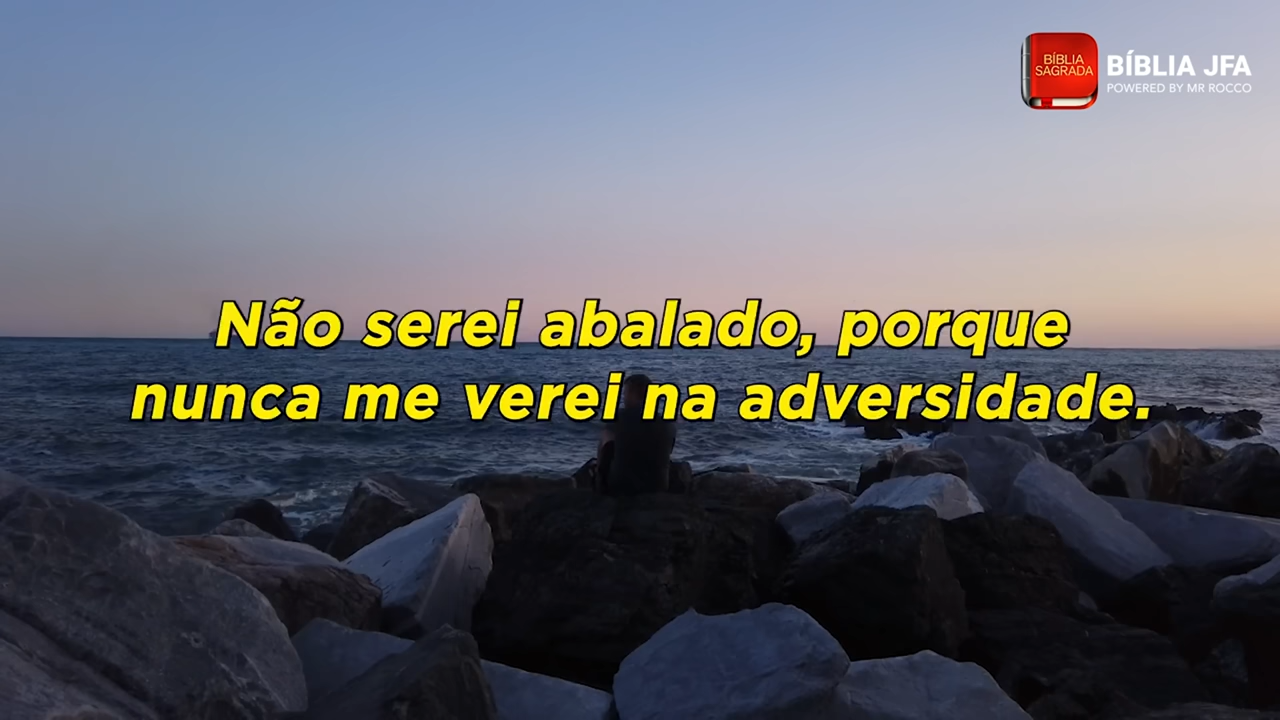 BÍBLIA
SAGRADA
BÍBLIA JFA
POWERED BY MR ROCCO
Não serei abalado, porque
nunca me verei na adversidade.